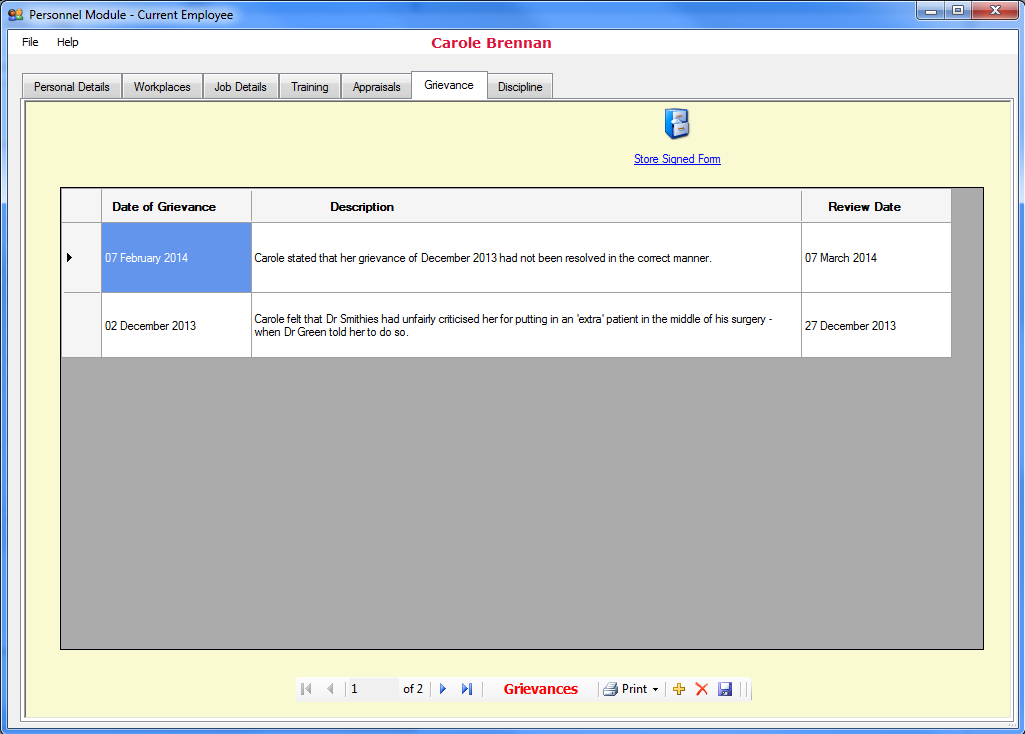 Personnel Module - Current Employee
File Help
Carole Brennan
Personal Details Workplaces Job Details Training Appraisals Grievance Discipline
Store Signed Form
Date of Grievance Description Review Date
07 February 2014 Carole stated that her grievance of December 2013 had not been resolved in the correct manner. 07 March 2014
02 December 2013 Carole felt that Dr Smithies had unfairly criticised her for putting in an 'extra' patient in the middle of his surgery -
when Dr Green told her to do so. 27 December 2013
1 of 2 Grievances Print